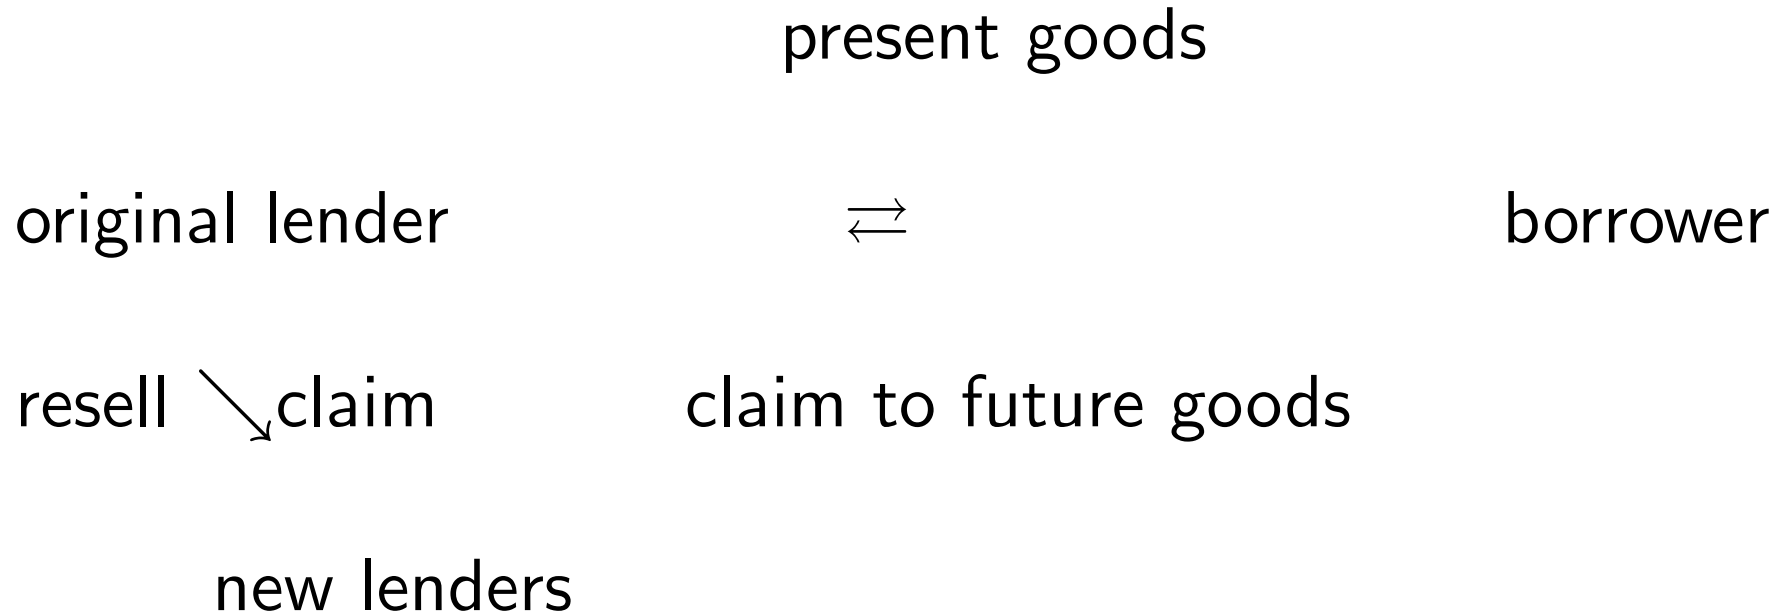 present goods
original lender ⇄ borrower
resell ↘ claim claim to future goods
new lenders